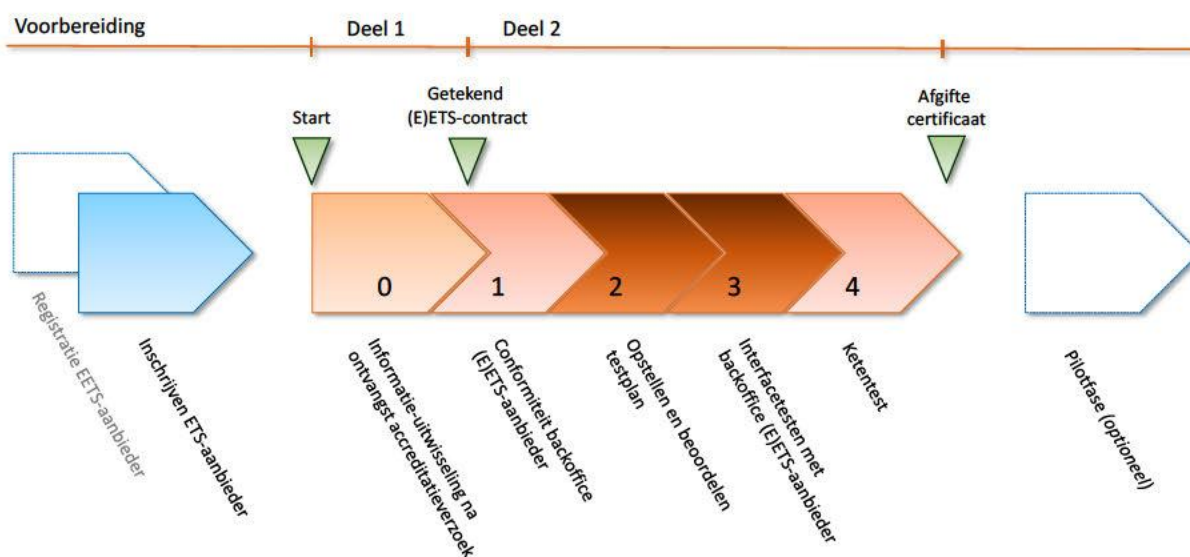 Voorbereiding
Deel 1
Deel 2
Start
Getekend
(E)ETS-contract
Afgifte
certificaat
0
1
2
3
4
Registratie EETS-aanbieder
Inschrijven ETS-aanbieder
Informatie-uitwisseling na
ontvangst accreditatieverzoek
Conformiteit backoffice
(E)ETS-aanbieder
Opstellen en beoordelen
testplan
Interfacetesten met
backoffice (E)ETS-aanbieder
Ketentest
Pilotfase (optioneel)